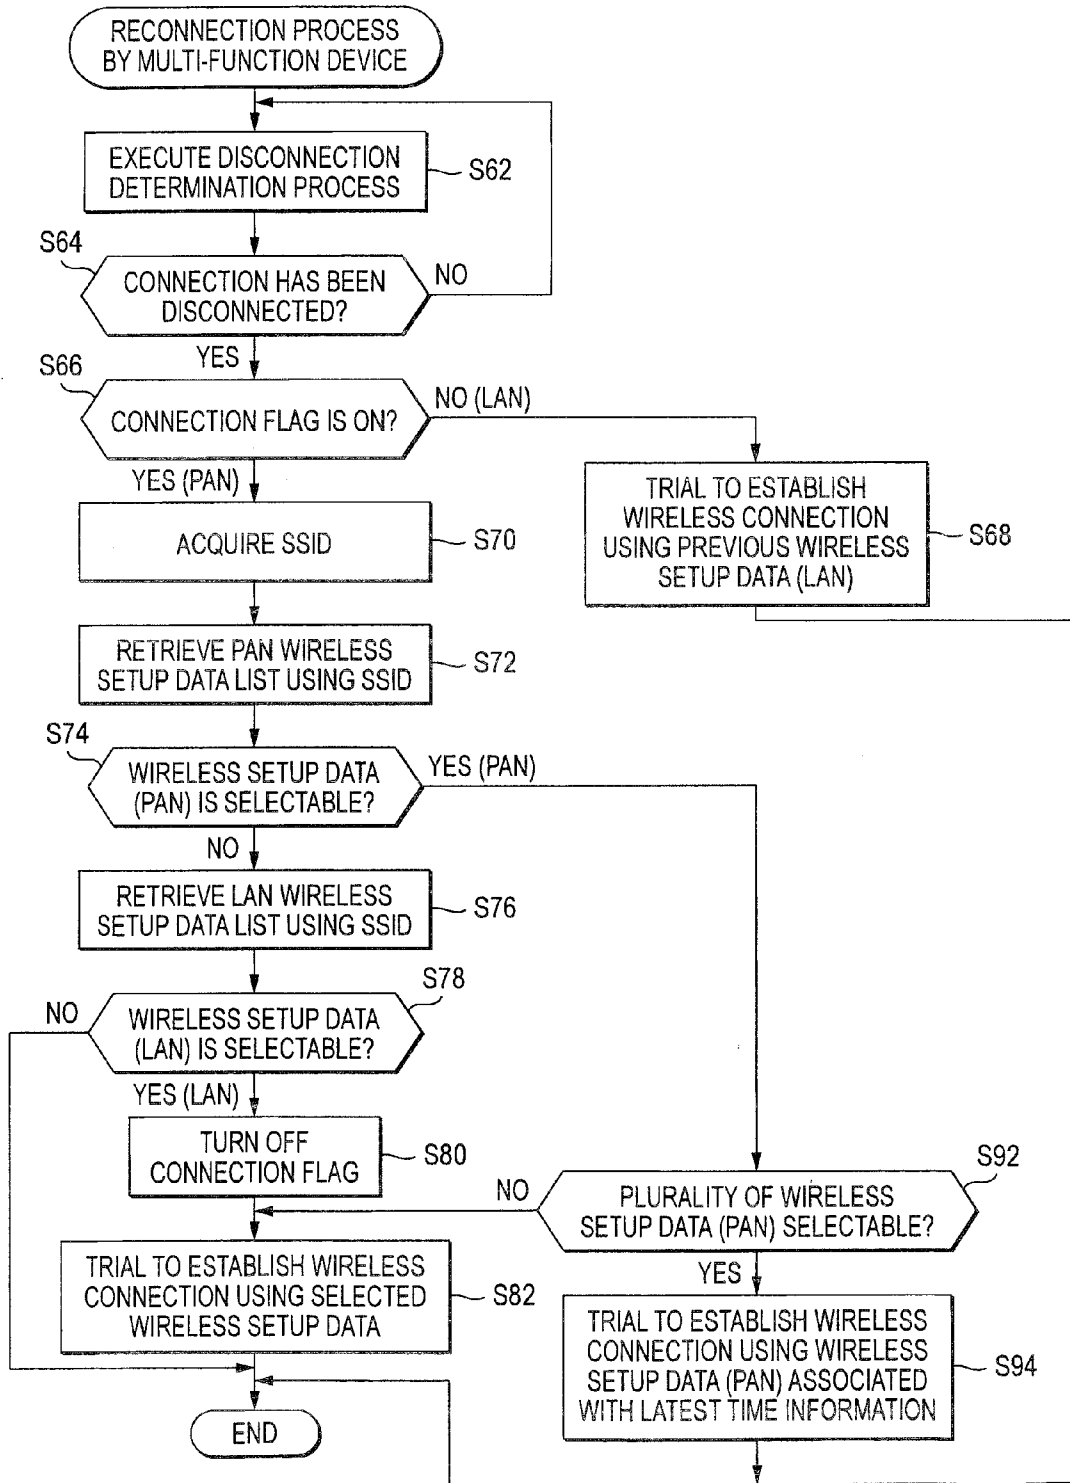 RECONNECTION PROCESS
BY MULTI-FUNCTION DEVICE
EXECUTE DISCONNECTION
DETERMINATION PROCESS
S62
S64
CONNECTION HAS BEEN
DISCONNECTED?
NO
YES
S66
CONNECTION FLAG IS ON?
NO (LAN)
YES (PAN)
TRIAL TO ESTABLISH
WIRELESS CONNECTION
USING PREVIOUS WIRELESS
SETUP DATA (LAN)
S68
ACQUIRE SSID
S70
RETRIEVE PAN WIRELESS
SETUP DATA LIST USING SSID
S72
S74
WIRELESS SETUP DATA
(PAN) IS SELECTABLE?
YES (PAN)
NO
RETRIEVE LAN WIRELESS
SETUP DATA LIST USING SSID
S76
S78
NO
WIRELESS SETUP DATA
(LAN) IS SELECTABLE?
YES (LAN)
TURN OFF
CONNECTION FLAG
S80
S92
NO
PLURALITY OF WIRELESS
SETUP DATA (PAN) SELECTABLE?
YES
TRIAL TO ESTABLISH WIRELESS
CONNECTION USING SELECTED
WIRELESS SETUP DATA
S82
TRIAL TO ESTABLISH WIRELESS
CONNECTION USING WIRELESS
SETUP DATA (PAN) ASSOCIATED
WITH LATEST TIME INFORMATION
S94
END